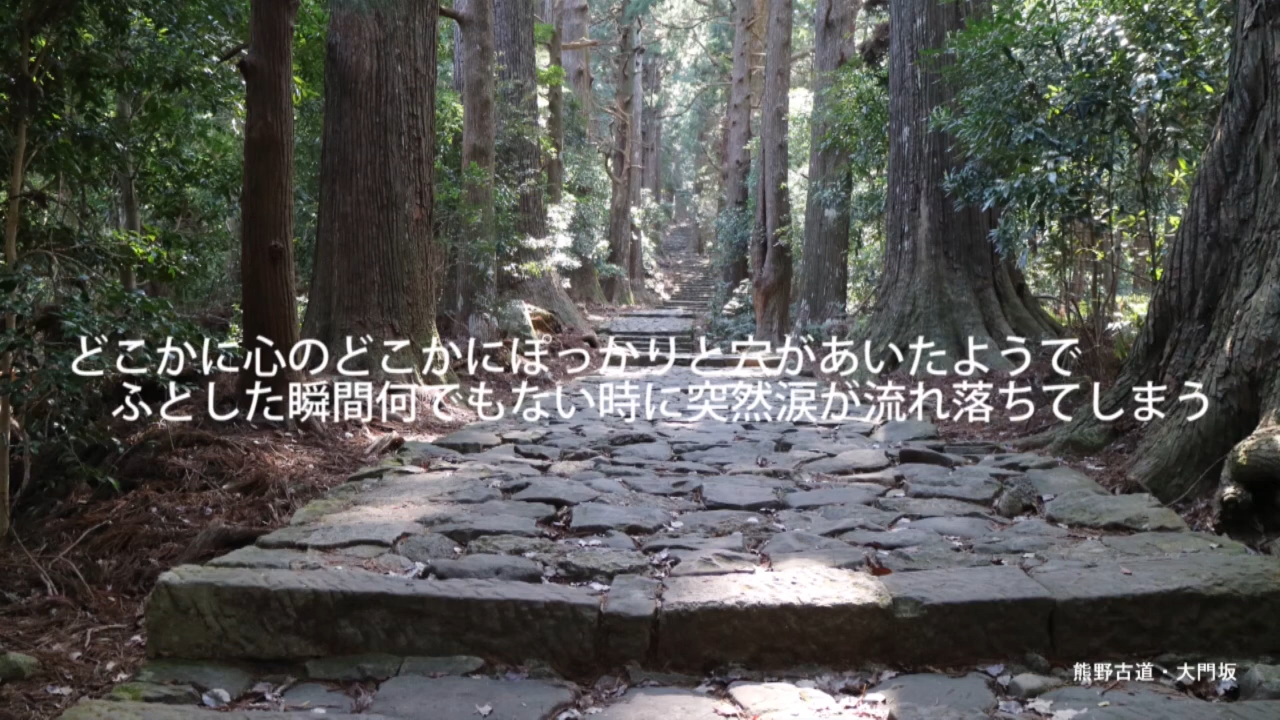 どこかに心のどこかにぽっかりと穴があいたようで
ふとした瞬間何でもない時に突然涙が流れ落ちてしまう
熊野古道・大門坂